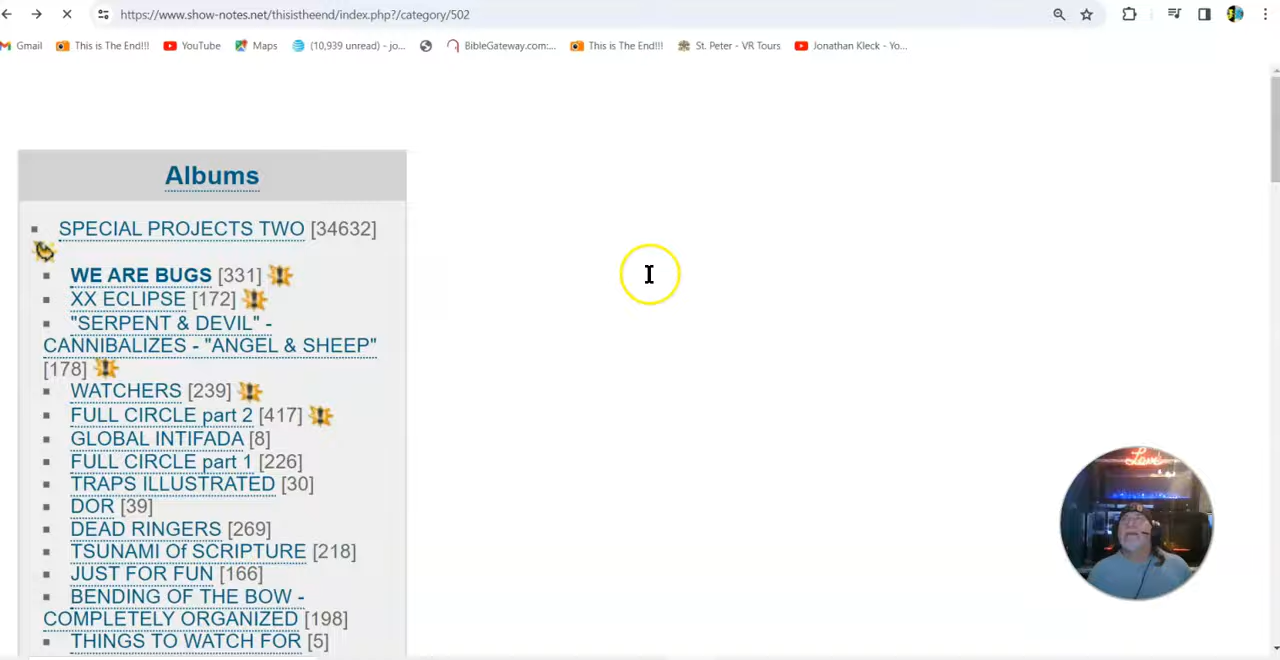 https://www.show-notes.net/thisistheend/index.php?/category/502
Gmail This is The End!!! YouTube Maps (10,939 unread) - jo... BibleGateway.com:... This is The End!!! St. Peter - VR Tours Jonathan Kleck - Yo...
Albums
SPECIAL PROJECTS TWO [34632]
WE ARE BUGS [331]
XX ECLIPSE [172]
"SERPENT & DEVIL" -
CANNIBALIZES - "ANGEL & SHEEP"
[178]
WATCHERS [239]
FULL CIRCLE part 2 [417]
GLOBAL INTIFADA [8]
FULL CIRCLE part 1 [226]
TRAPS ILLUSTRATED [30]
DOR [39]
DEAD RINGERS [269]
TSUNAMI Of SCRIPTURE [218]
JUST FOR FUN [166]
BENDING OF THE BOW -
COMPLETELY ORGANIZED [198]
THINGS TO WATCH FOR [5]
Love